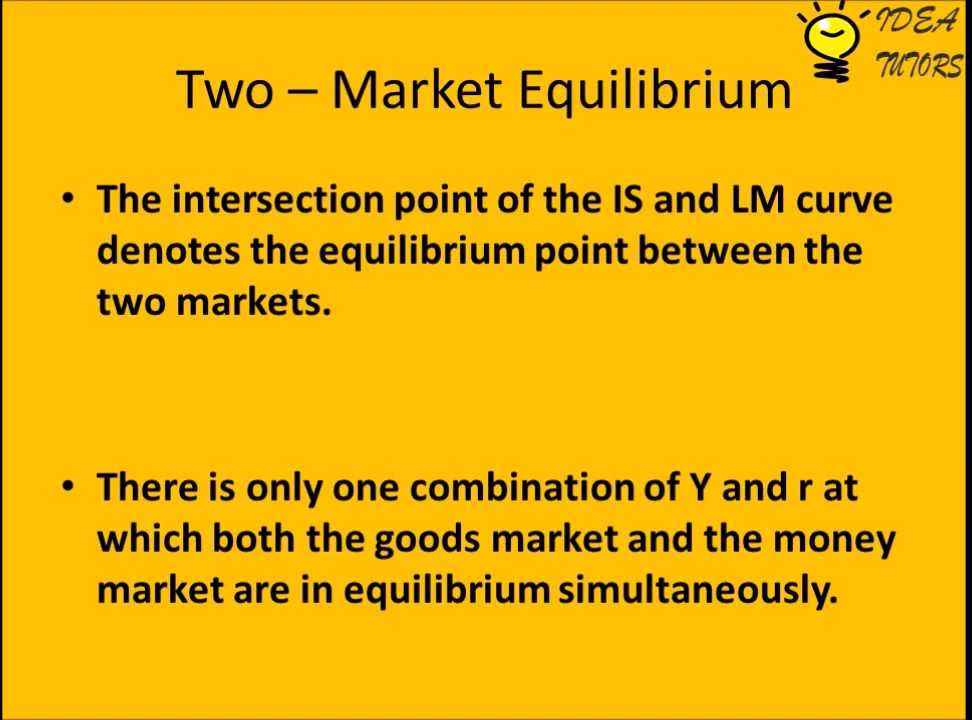 IDEA
TUTORS
Two – Market Equilibrium
• The intersection point of the IS and LM curve
denotes the equilibrium point between the
two markets.
• There is only one combination of Y and r at
which both the goods market and the money
market are in equilibrium simultaneously.